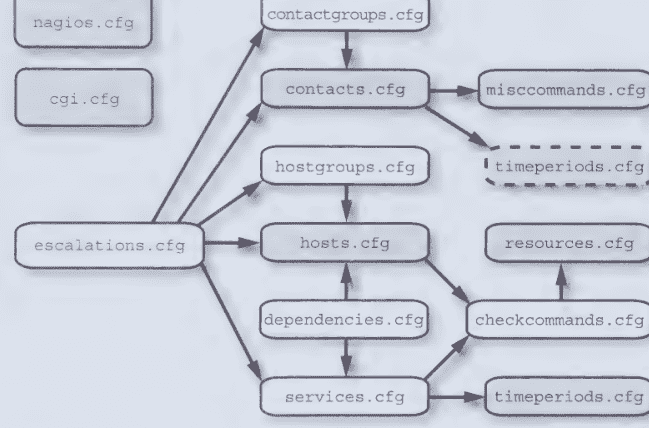 nagios.cfg
contactgroups.cfg
cgi.cfg
contacts.cfg
misccommands.cfg
hostgroups.cfg
timeperiods.cfg
escalations.cfg
hosts.cfg
resources.cfg
dependencies.cfg
checkcommands.cfg
services.cfg
timeperiods.cfg